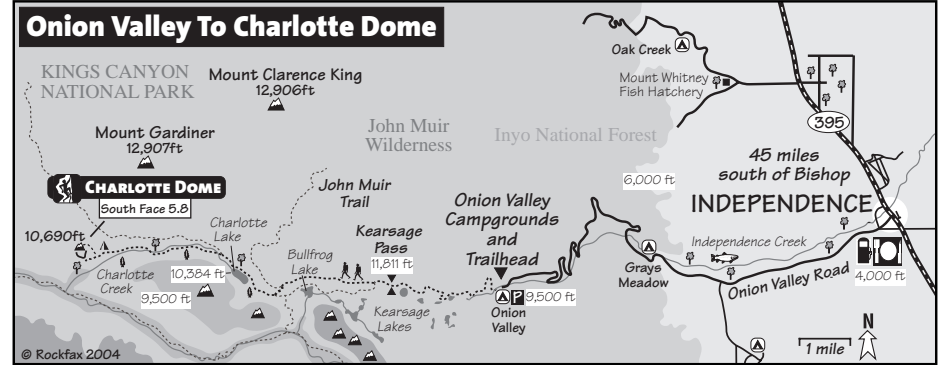 Onion Valley To Charlotte Dome
KINGS CANYON
NATIONAL PARK
Mount Clarence King
12,906ft
Mount Gardiner
12,907ft
CHARLOTTE DOME
South Face 5.8
10,690ft
Charlotte
Creek
9,500 ft
10,384 ft
Charlotte
Lake
John Muir
Trail
Bullfrog
Lake
Kearsage
Pass
11,811 ft
Kearsage
Lakes
John Muir
Wilderness
Inyo National Forest
Onion Valley
Campgrounds
and
Trailhead
P
9,500 ft
Onion
Valley
Oak Creek
Mount Whitney
Fish Hatchery
395
45 miles
south of Bishop
6,000 ft
INDEPENDENCE
Independence Creek
Grays
Meadow
Onion Valley Road
4,000 ft
N
1 mile
© Rockfax 2004